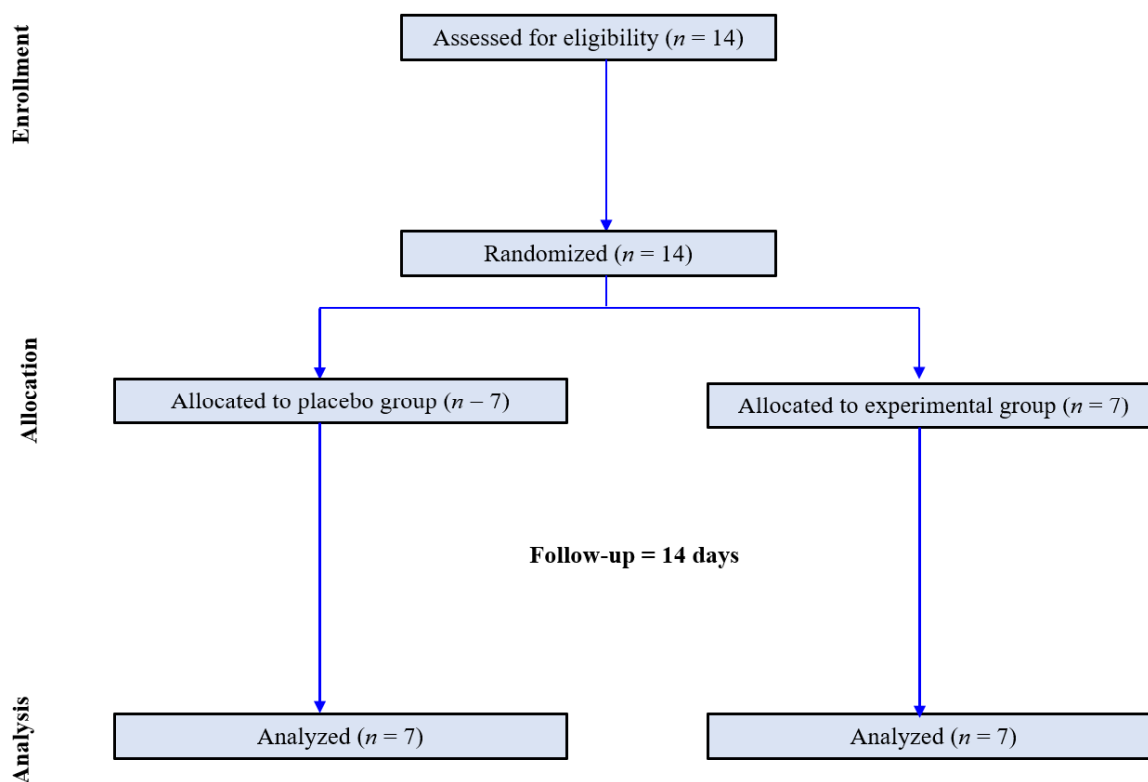 Enrollment
Assessed for eligibility (n = 14)
Randomized (n = 14)
Allocation
Allocated to placebo group (n – 7)
Allocated to experimental group (n = 7)
Follow-up = 14 days
Analysis
Analyzed (n = 7)
Analyzed (n = 7)